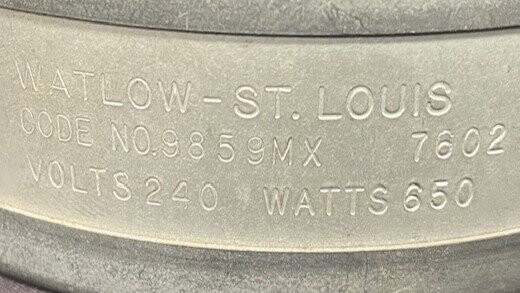 WATLOW-ST. LOUIS
CODE NO. 9859MX 7602
VOLTS 240 WATTS 650